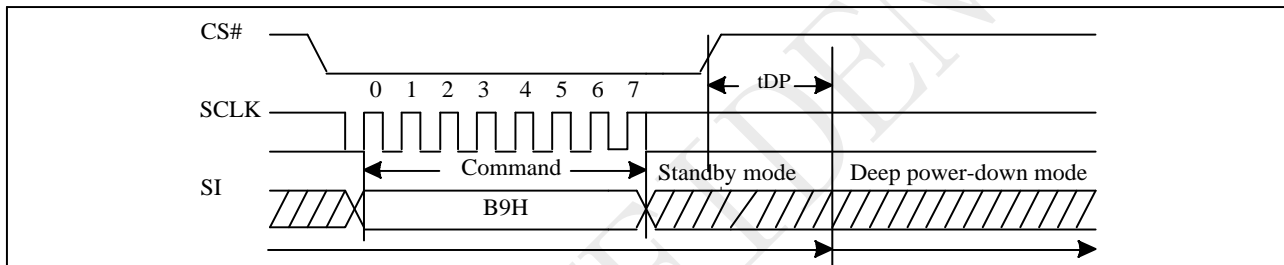 CS#
tDP
0 1 2 3 4 5 6 7
SCLK
Command
Standby mode
Deep power-down mode
SI
B9H